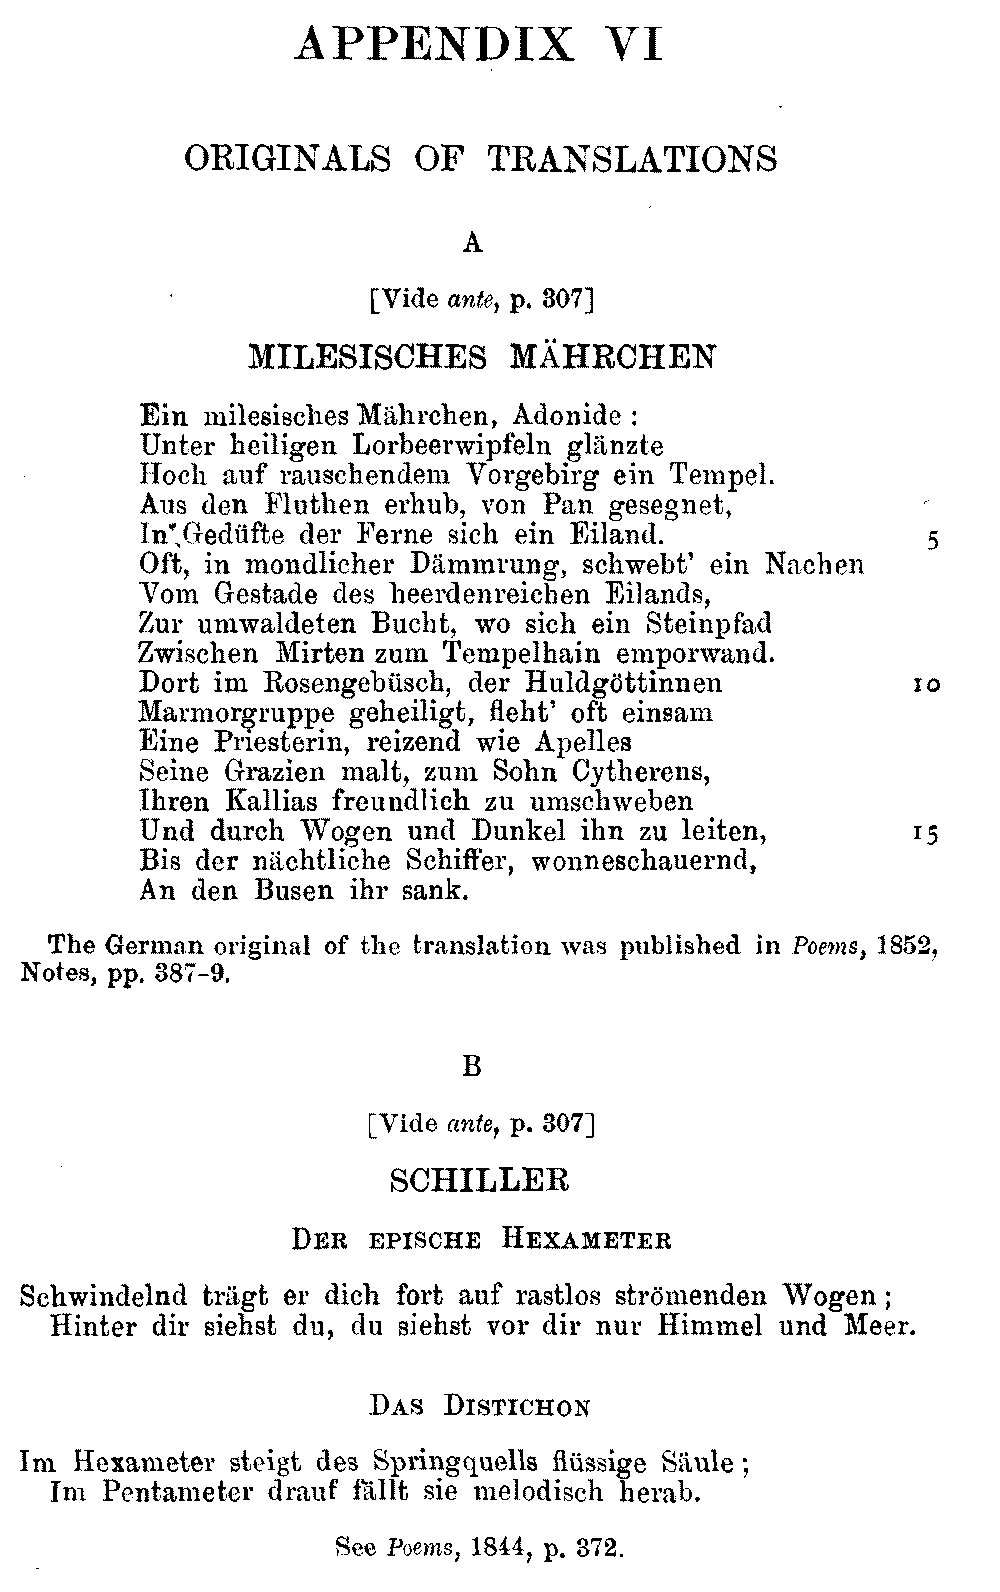 APPENDIX VI
ORIGINALS OF TRANSLATIONS
A
[Vide ante, p. 307]
MILESISCHES MÄHRCHEN
Ein milesisches Mährchen, Adonide :
Unter heiligen Lorbeerwipfeln glänzte
Hoch auf rauschendem Vorgebirg ein Tempel.
Aus den Fluthen erhub, von Pan gesegnet,
In' Gedüfte der Ferne sich ein Eiland. 5
Oft, in mondlicher Dämmrung, schwebt' ein Nachen
Vom Gestade des heerdenreichen Eilands,
Zur umwaldeten Bucht, wo sich ein Steinpfad
Zwischen Mirten zum Tempelhain emporwand.
Dort im Rosengebüsch, der Huldgöttinnen 10
Marmorgruppe geheiligt, fleht' oft einsam
Eine Priesterin, reizend wie Apelles
Seine Grazien malt, zum Sohn Cytherens,
Ihren Kallias freundlich zu umschweben
Und durch Wogen und Dunkel ihn zu leiten, 15
Bis der nächtliche Schiffer, wonneschauernd,
An den Busen ihr sank.
The German original of the translation was published in Poems, 1852,
Notes, pp. 387-9.
B
[Vide ante, p. 307]
SCHILLER
DER EPISCHE HEXAMETER
Schwindelnd trägt er dich fort auf rastlos strömenden Wogen ;
Hinter dir siehst du, du siehst vor dir nur Himmel und Meer.
DAS DISTICHON
Im Hexameter steigt des Springquells flüssige Säule ;
Im Pentameter drauf fällt sie melodisch herab.
See Poems, 1844, p. 372.